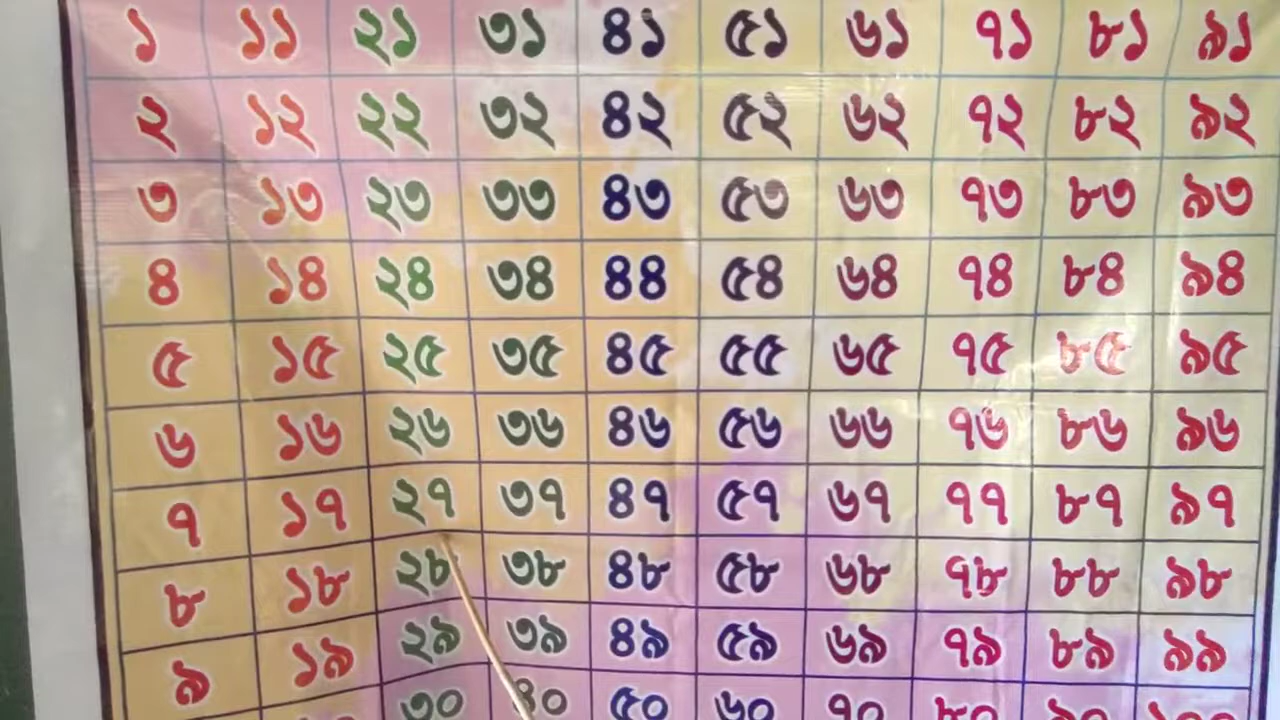 ১ ১১ ২১ ৩১ ৪১ ৫১ ৬১ ৭১ ৮১ ৯১
২ ১২ ২২ ৩২ ৪২ ৫২ ৬২ ৭২ ৮২ ৯২
৩ ১৩ ২৩ ৩৩ ৪৩ ৫৩ ৬৩ ৭৩ ৮৩ ৯৩
৪ ১৪ ২৪ ৩৪ ৪৪ ৫৪ ৬৪ ৭৪ ৮৪ ৯৪
৫ ১৫ ২৫ ৩৫ ৪৫ ৫৫ ৬৫ ৭৫ ৮৫ ৯৫
৬ ১৬ ২৬ ৩৬ ৪৬ ৫৬ ৬৬ ৭৬ ৮৬ ৯৬
৭ ১৭ ২৭ ৩৭ ৪৭ ৫৭ ৬৭ ৭৭ ৮৭ ৯৭
৮ ১৮ ২৮ ৩৮ ৪৮ ৫৮ ৬৮ ৭৮ ৮৮ ৯৮
৯ ১৯ ২৯ ৩৯ ৪৯ ৫৯ ৬৯ ৭৯ ৮৯ ৯৯
৩০ ৪০ ৫০ ৬০ ৭০ ৮০ ৯০